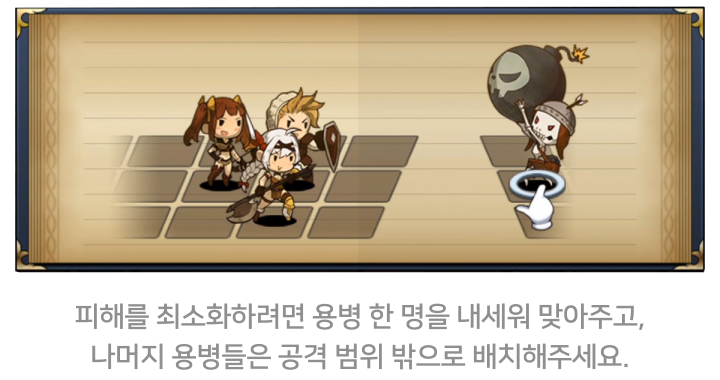 피해를 최소화하려면 용병 한 명을 내세워 맞아주고,
나머지 용병들은 공격 범위 밖으로 배치해주세요.